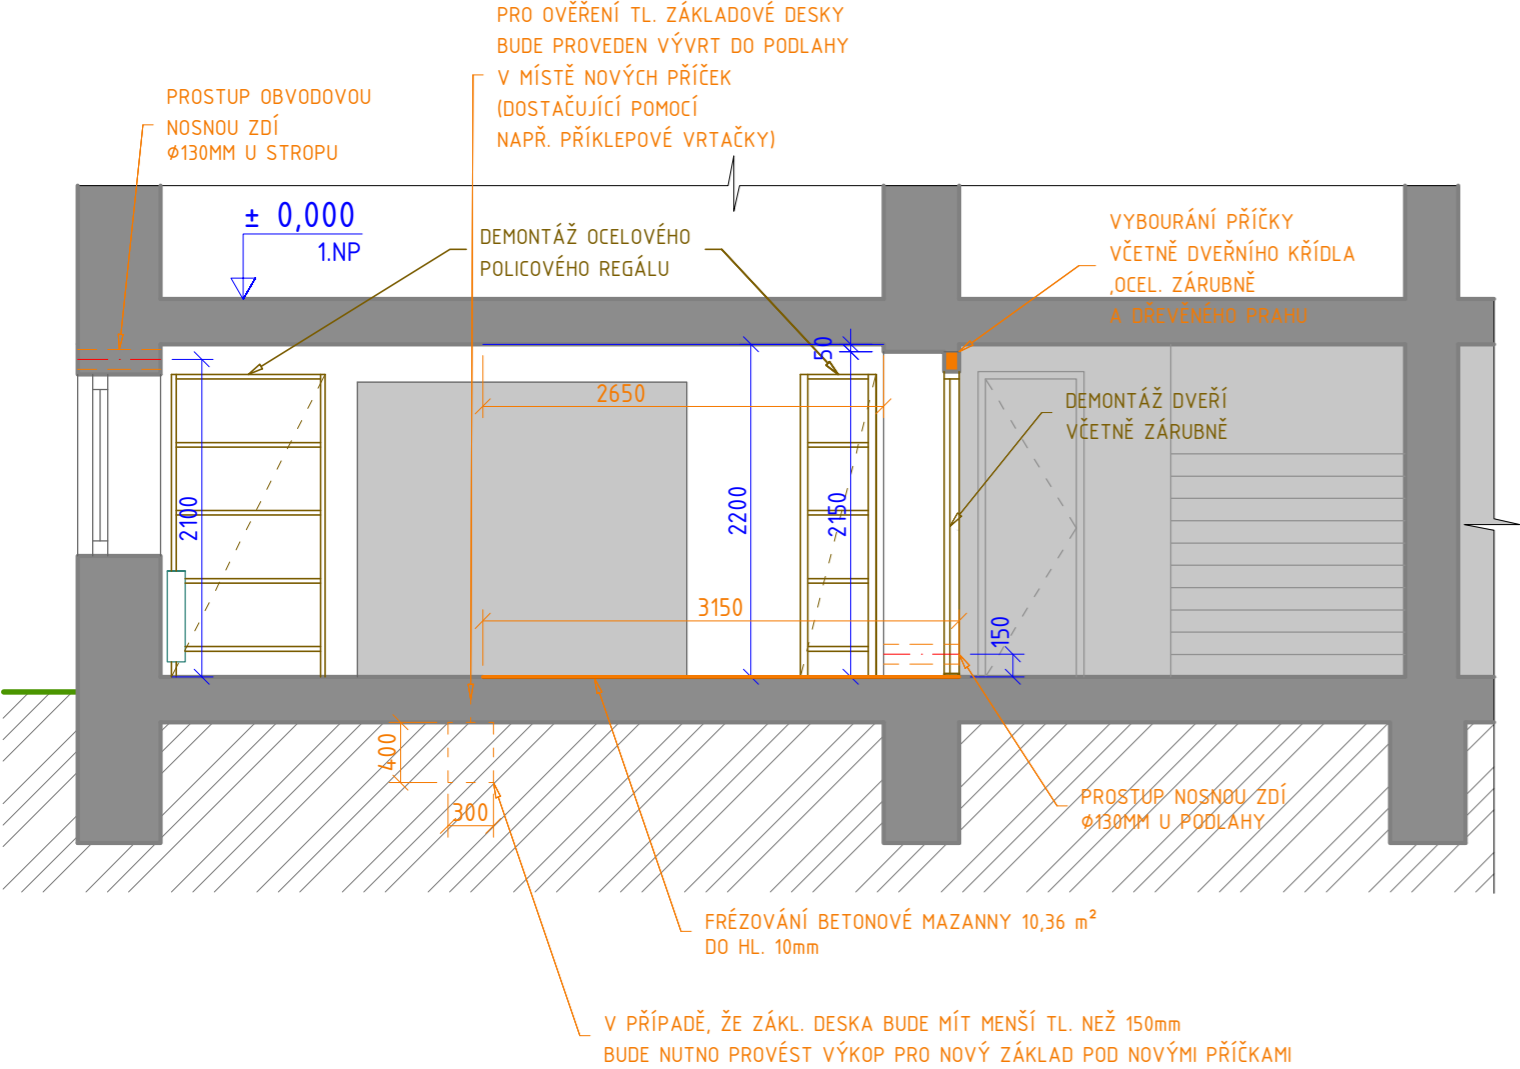 PRO OVĚŘENÍ TL. ZÁKLADOVÉ DESKY
BUDE PROVEDEN VÝVRT DO PODLAHY
V MÍSTĚ NOVÝCH PŘÍČEK
(DOSTAČUJÍCÍ POMOCÍ
NAPŘ. PŘÍKLEPOVÉ VRTAČKY)
PROSTUP OBVODOVOU
NOSNOU ZDÍ
Ø130MM U STROPU
± 0,000
1.NP
DEMONTÁŽ OCELOVÉHO
POLICOVÉHO REGÁLU
VYBOURÁNÍ PŘÍČKY
VČETNĚ DVEŘNÍHO KŘÍDLA
,OCEL. ZÁRUBNĚ
A DŘEVĚNÉHO PRAHU
50
2650
DEMONTÁŽ DVEŘÍ
VČETNĚ ZÁRUBNĚ
2100
2200
2150
3150
150
400
300
PROSTUP NOSNOU ZDÍ
Ø130MM U PODLAHY
FRÉZOVÁNÍ BETONOVÉ MAZANNY 10,36 m²
DO HL. 10mm
V PŘÍPADĚ, ŽE ZÁKL. DESKA BUDE MÍT MENŠÍ TL. NEŽ 150mm
BUDE NUTNO PROVÉST VÝKOP PRO NOVÝ ZÁKLAD POD NOVÝMI PŘÍČKAMI